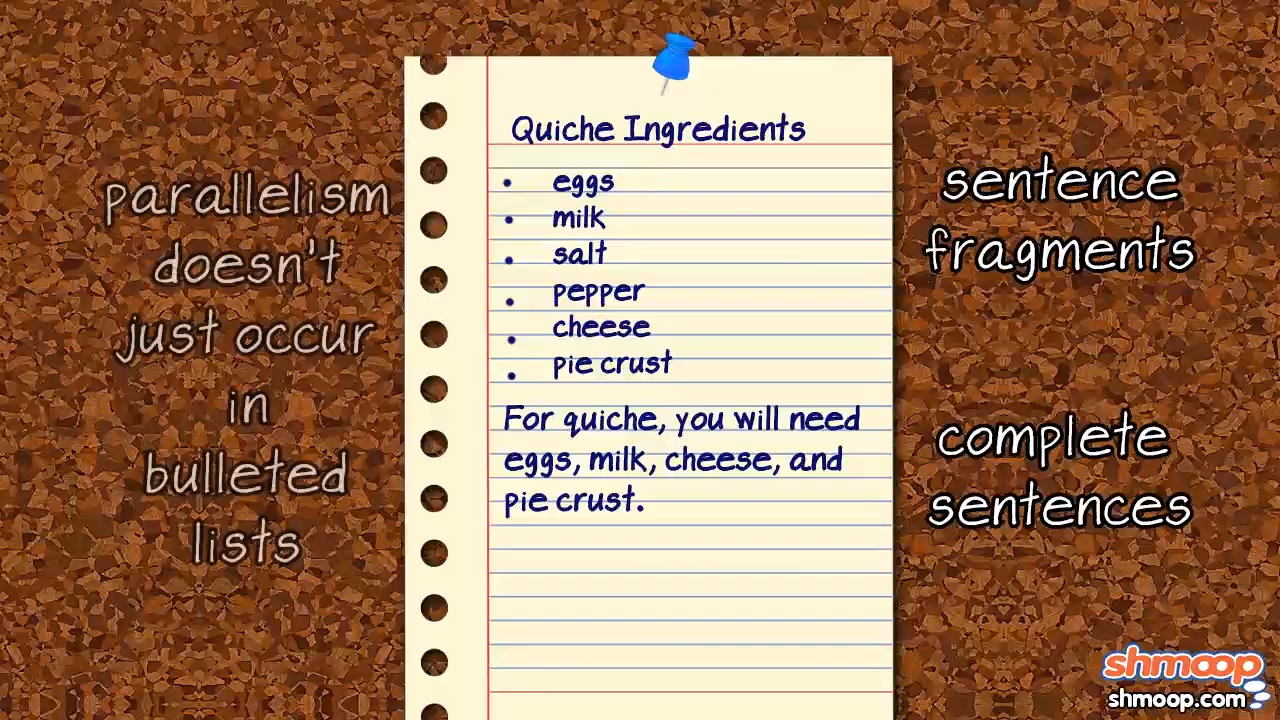 parallelism
doesn't
just occur
in
bulleted
lists
Quiche Ingredients
• eggs
• milk
• salt
• pepper
• cheese
• pie crust
For quiche, you will need
eggs, milk, cheese, and
pie crust.
sentence
fragments
complete
sentences
shmoop
shmoop.com